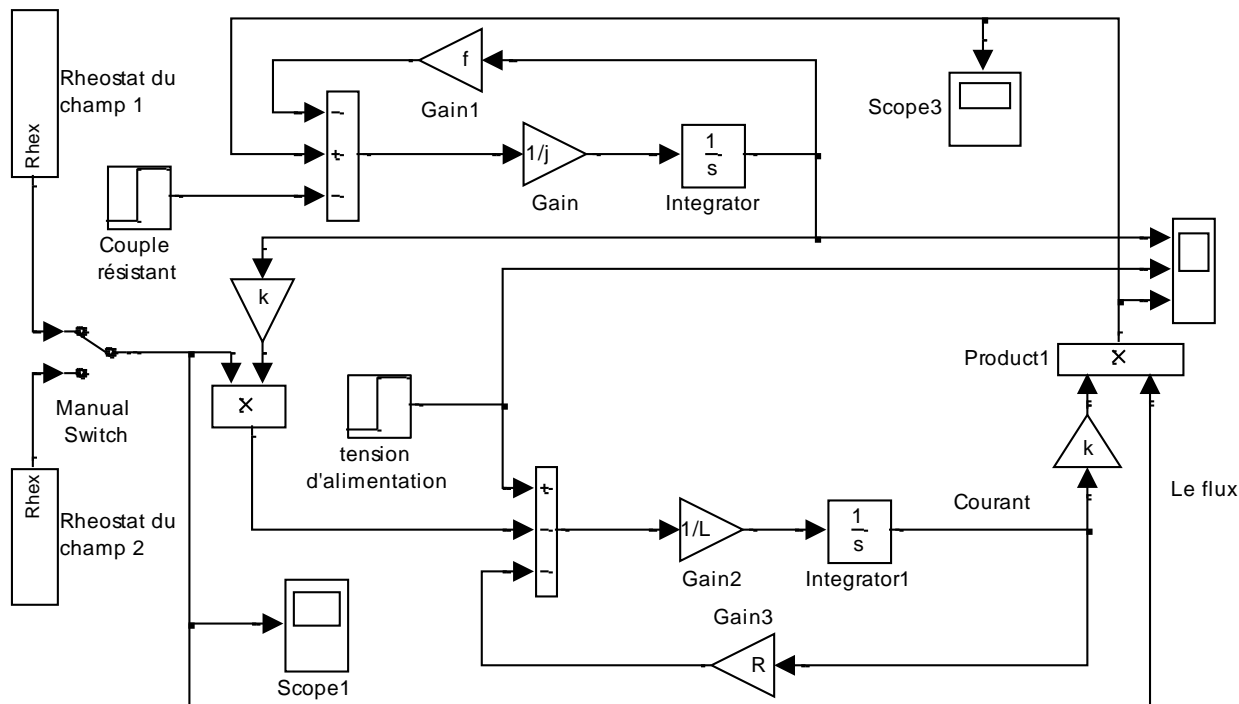 Rheostat du
champ 1
Rhex
f
Gain1
Scope3
1/j
Gain
1
s
Integrator
Couple
résistant
k
x
Manual
Switch
Rhex
Rheostat du
champ 2
tension
d'alimentation
Product1
x
k
Le flux
Courant
1/L
Gain2
1
s
Integrator1
Gain3
R
Scope1